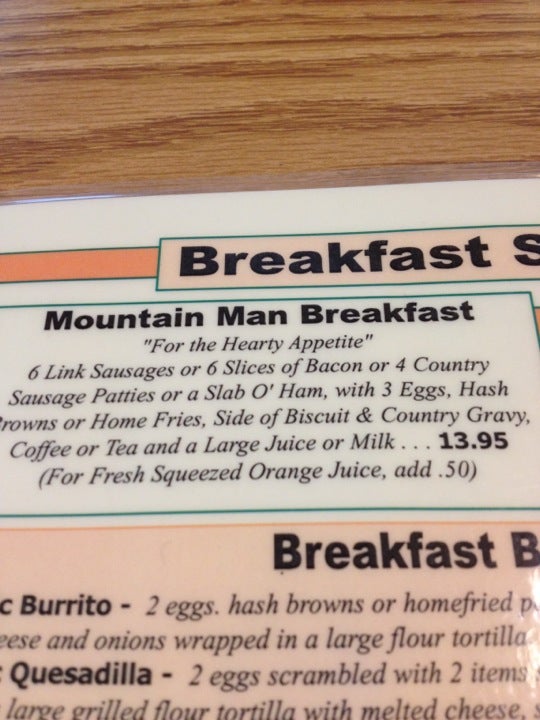 Breakfast S
Mountain Man Breakfast
"For the Hearty Appetite"
6 Link Sausages or 6 Slices of Bacon or 4 Country
Sausage Patties or a Slab O' Ham, with 3 Eggs, Hash
rowns or Home Fries, Side of Biscuit & Country Gravy,
Coffee or Tea and a Large Juice or Milk . . . 13.95
(For Fresh Squeezed Orange Juice, add .50)
Breakfast B
c Burrito - 2 eggs. hash browns or homefried p
eese and onions wrapped in a large flour tortilla
Quesadilla - 2 eggs scrambled with 2 items
large grilled flour tortilla with melted cheese,